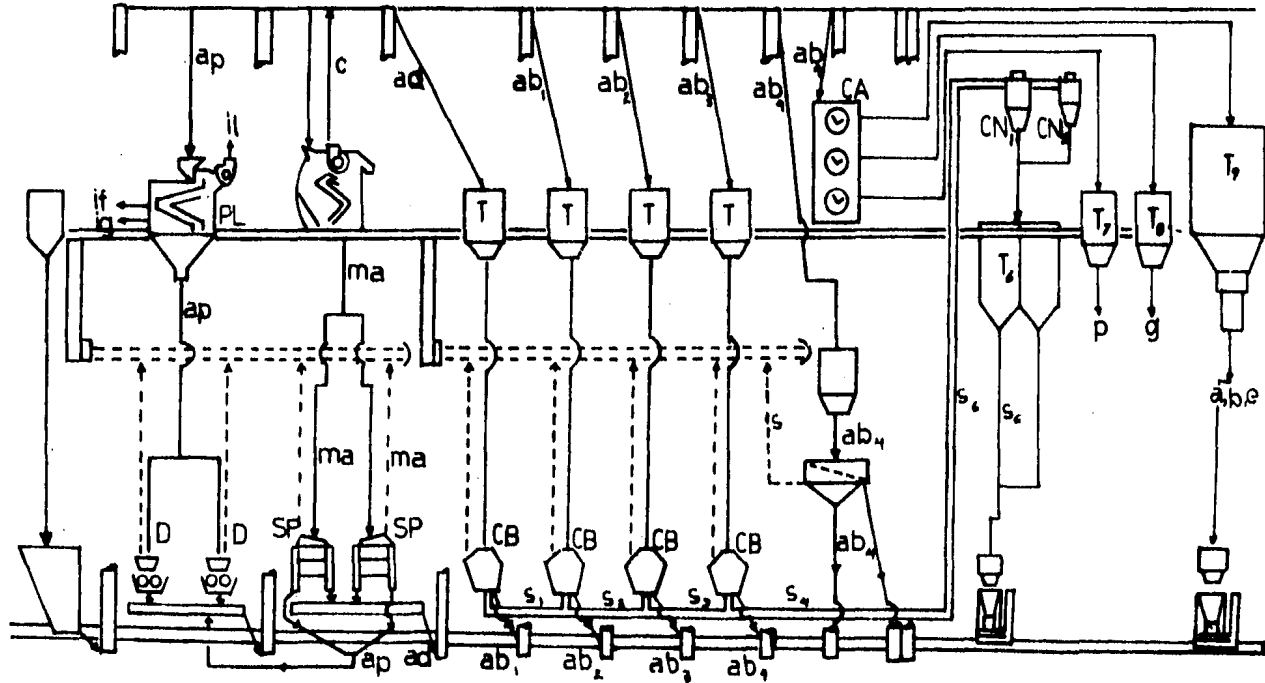 ap
c
ad
ab₁
ab₂
ab₃
ab₄
CA
CN₁
CN
il
if
PL
T
T
T
T
T₆
T₇
T₈
T₉
ma
ap
p
g
a,b,e
s
ab₄
s₆
s₆
ma
ma
D
D
SP
SP
CB
CB
CB
CB
ab₄
s₁
s₂
s₃
s₄
ap
ad
ab₁
ab₂
ab₃
ab₄